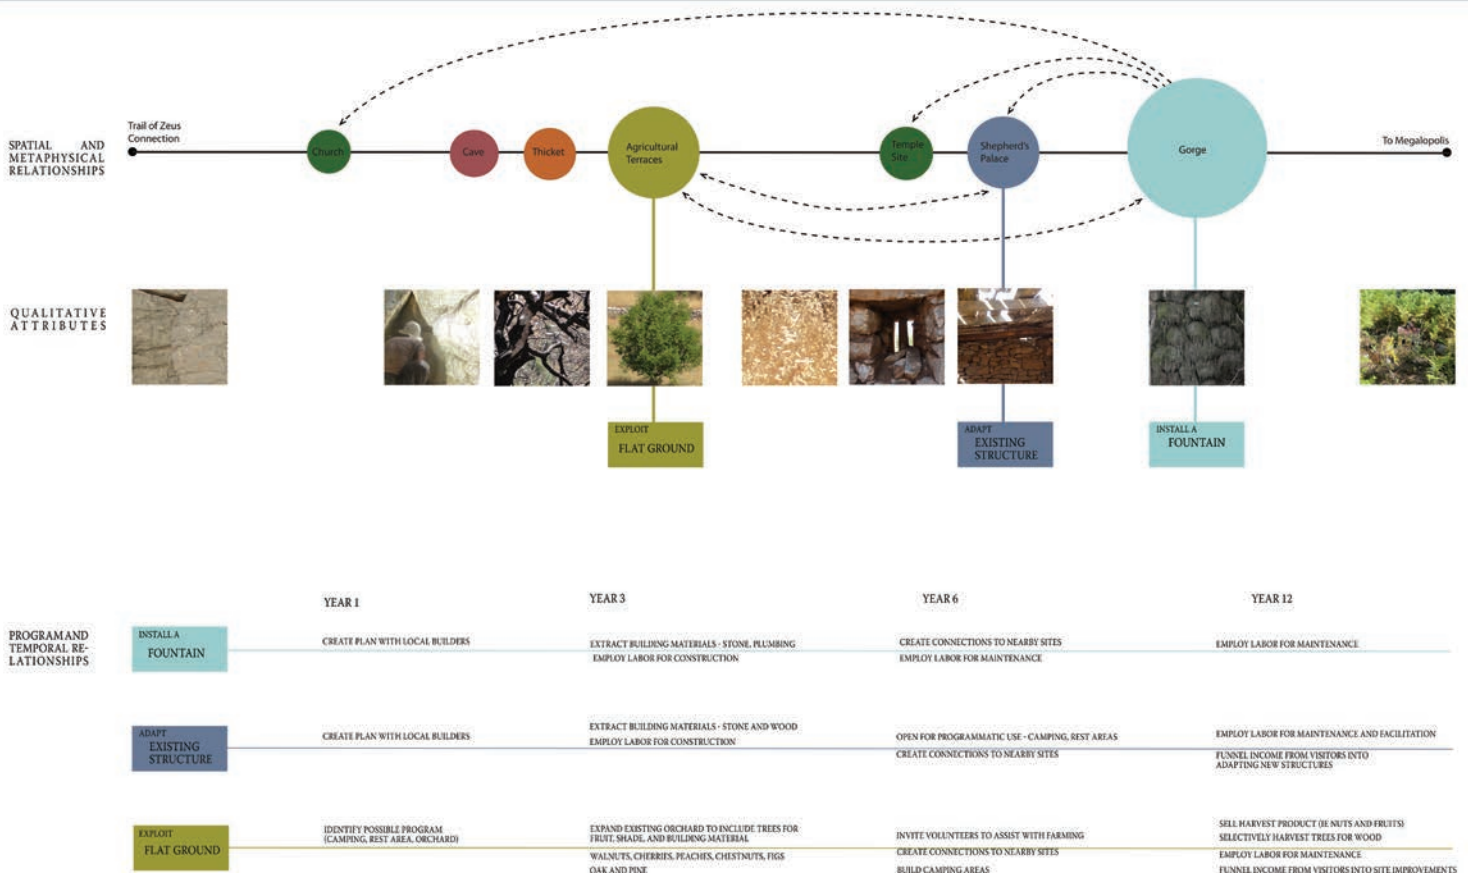 Trail of Zeus
Connection
SPATIAL AND
METAPHYSICAL
RELATIONSHIPS
Church
Cave
Thicket
Agricultural
Terraces
Temple
Site
Shepherd's
Palace
Gorge
To Megalopolis
QUALITATIVE
ATTRIBUTES
EXPLOIT
FLAT GROUND
ADAPT
EXISTING
STRUCTURE
INSTALL A
FOUNTAIN
YEAR 1
YEAR 3
YEAR 6
YEAR 12
PROGRAM AND
TEMPORAL RE-
LATIONSHIPS
INSTALL A
FOUNTAIN
CREATE PLAN WITH LOCAL BUILDERS
EXTRACT BUILDING MATERIALS - STONE, PLUMBING
EMPLOY LABOR FOR CONSTRUCTION
CREATE CONNECTIONS TO NEARBY SITES
EMPLOY LABOR FOR MAINTENANCE
EMPLOY LABOR FOR MAINTENANCE
ADAPT
EXISTING
STRUCTURE
CREATE PLAN WITH LOCAL BUILDERS
EXTRACT BUILDING MATERIALS - STONE AND WOOD
EMPLOY LABOR FOR CONSTRUCTION
OPEN FOR PROGRAMMATIC USE - CAMPING, REST AREAS
CREATE CONNECTIONS TO NEARBY SITES
EMPLOY LABOR FOR MAINTENANCE AND FACILITATION
FUNNEL INCOME FROM VISITORS INTO
ADAPTING NEW STRUCTURES
EXPLOIT
FLAT GROUND
IDENTIFY POSSIBLE PROGRAM
(CAMPING, REST AREA, ORCHARD)
EXPAND EXISTING ORCHARD TO INCLUDE TREES FOR
FRUIT, SHADE, AND BUILDING MATERIAL
WALNUTS, CHERRIES, PEACHES, CHESTNUTS, FIGS
OAK AND PINE
INVITE VOLUNTEERS TO ASSIST WITH FARMING
CREATE CONNECTIONS TO NEARBY SITES
BUILD CAMPING AREAS
SELL HARVEST PRODUCT (IE NUTS AND FRUITS)
SELECTIVELY HARVEST TREES FOR WOOD
EMPLOY LABOR FOR MAINTENANCE
FUNNEL INCOME FROM VISITORS INTO SITE IMPROVEMENTS